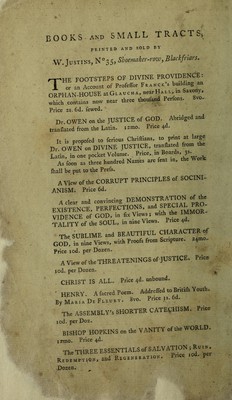 BOOKS AND SMALL TRACTS,
PRINTED AND SOLD BY
W. JUSTINS, Nº 35, Shoemaker-row, Blackfriars.
THE FOOTSTEPS OF DIVINE PROVIDENCE:
or an Account of Professor FRANCK's building an
ORPHAN-HOUSE at GLAUCHA, near HALL, in Saxony,
which contains now near three thousand Persons. 8vo.
Price 2s. 6d. sewed.
Dr. OWEN on the JUSTICE of GOD. Abridged and
translated from the Latin. 12mo. Price 4d.
It is proposed to serious Christians, to print at large
Dr. OWEN on DIVINE JUSTICE, translated from the
Latin, in one pocket Volume. Price, in Boards, 3s.
As soon as three hundred Names are sent in, the Work
shall be put to the Press.
A View of the CORRUPT PRINCIPLES of SOCINI-
ANISM. Price 6d.
A clear and convincing DEMONSTRATION of the
EXISTENCE, PERFECTIONS, and SPECIAL PRO-
VIDENCE of GOD, in six Views; with the IMMOR-
TALITY of the SOUL, in nine Views. Price 4d.
The SUBLIME and BEAUTIFUL CHARACTER of
GOD, in nine Views, with Proofs from Scripture. 24mo.
Price 10d. per Dozen.
A View of the THREATENINGS of JUSTICE. Price
10d. per Dozen.
CHRIST IS ALL. Price 4d. unbound.
HENRY. A sacred Poem. Addressed to British Youth.
By MARIA DE FLEURY. 8vo. Price 1s. 6d.
The ASSEMBLY's SHORTER CATECHISM. Price
10d. per Doz.
BISHOP HOPKINS on the VANITY of the WORLD.
12mo. Price 4d.
The THREE ESSENTIALS of SALVATION; RUIN,
REDEMPTION, and REGENERATION. Price 10d. per
Dozen.